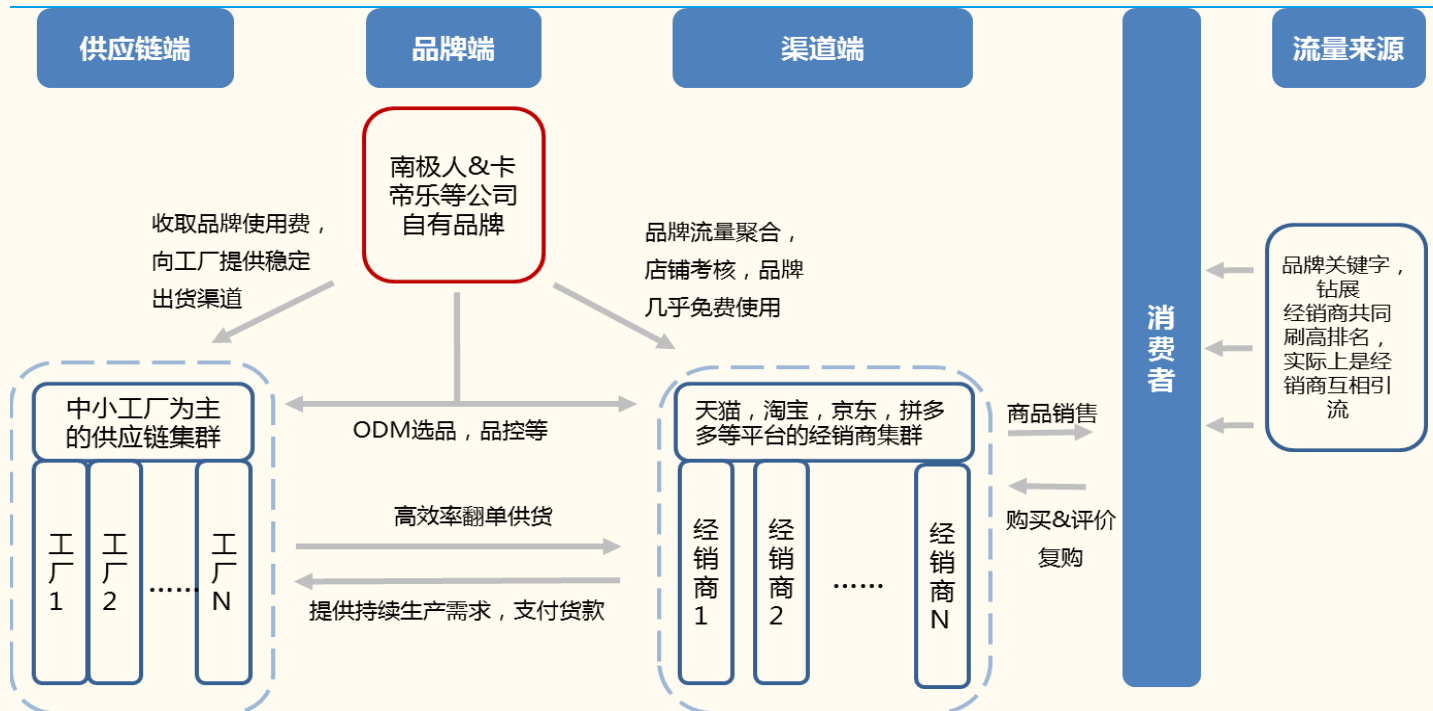 供应链端
品牌端
渠道端
流量来源
南极人&卡
帝乐等公司
自有品牌
收取品牌使用费，
向工厂提供稳定
出货渠道
品牌流量聚合，
店铺考核，品牌
几乎免费使用
消费者
品牌关键字，
钻展
经销商共同
刷高排名，
实际上是经
销商互相引
流
中小工厂为主
的供应链集群
ODM选品，品控等
天猫，淘宝，京东，拼多
多等平台的经销商集群
商品销售
购买&评价
复购
高效率翻单供货
提供持续生产需求，支付货款
工厂1
工厂2
......
工厂N
经销商1
经销商2
......
经销商N